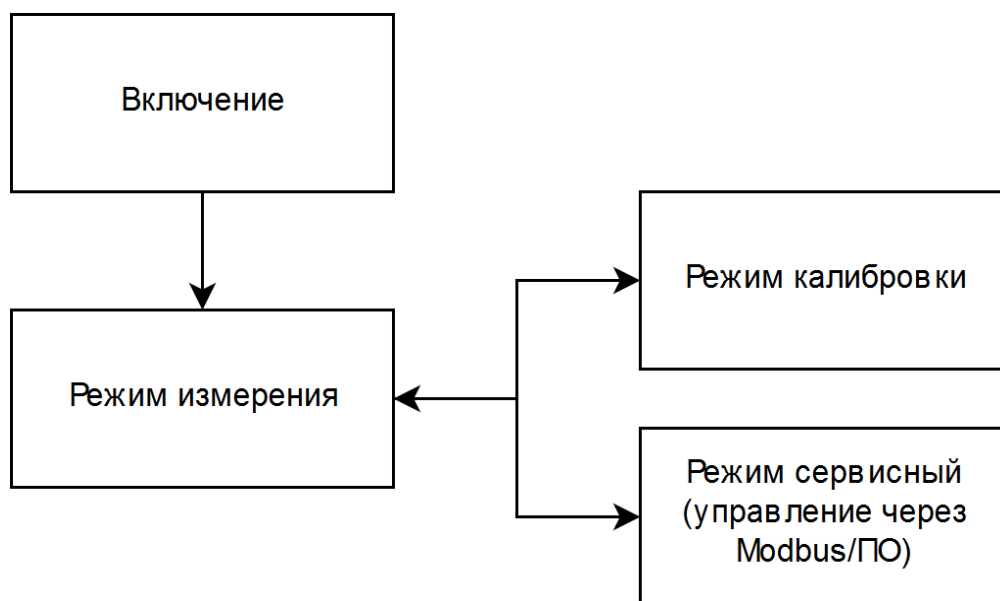 Включение
Режим калибровки
Режим измерения
Режим сервисный
(управление через
Modbus/ПО)